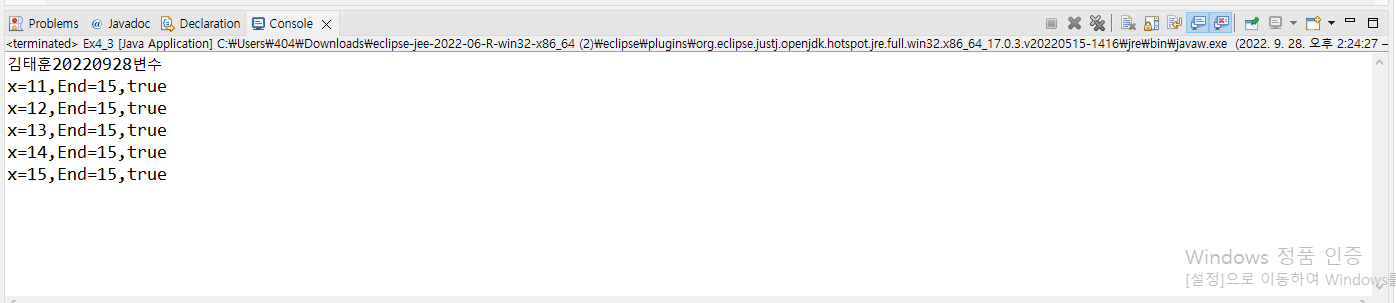 Problems @ Javadoc Declaration Console
<terminated> Ex4_3 [Java Application] C:₩Users₩404₩Downloads₩eclipse-jee-2022-06-R-win32-x86_64 (2)₩eclipse₩plugins₩org.eclipse.justj.openjdk.hotspot.jre.full.win32.x86_64_17.0.3.v20220515-1416₩jre₩bin₩javaw.exe (2022. 9. 28. 오후 2:24:27 –
김태훈20220928변수
x=11,End=15,true
x=12,End=15,true
x=13,End=15,true
x=14,End=15,true
x=15,End=15,true
Windows 정품 인증
[설정]으로 이동하여 Windows를